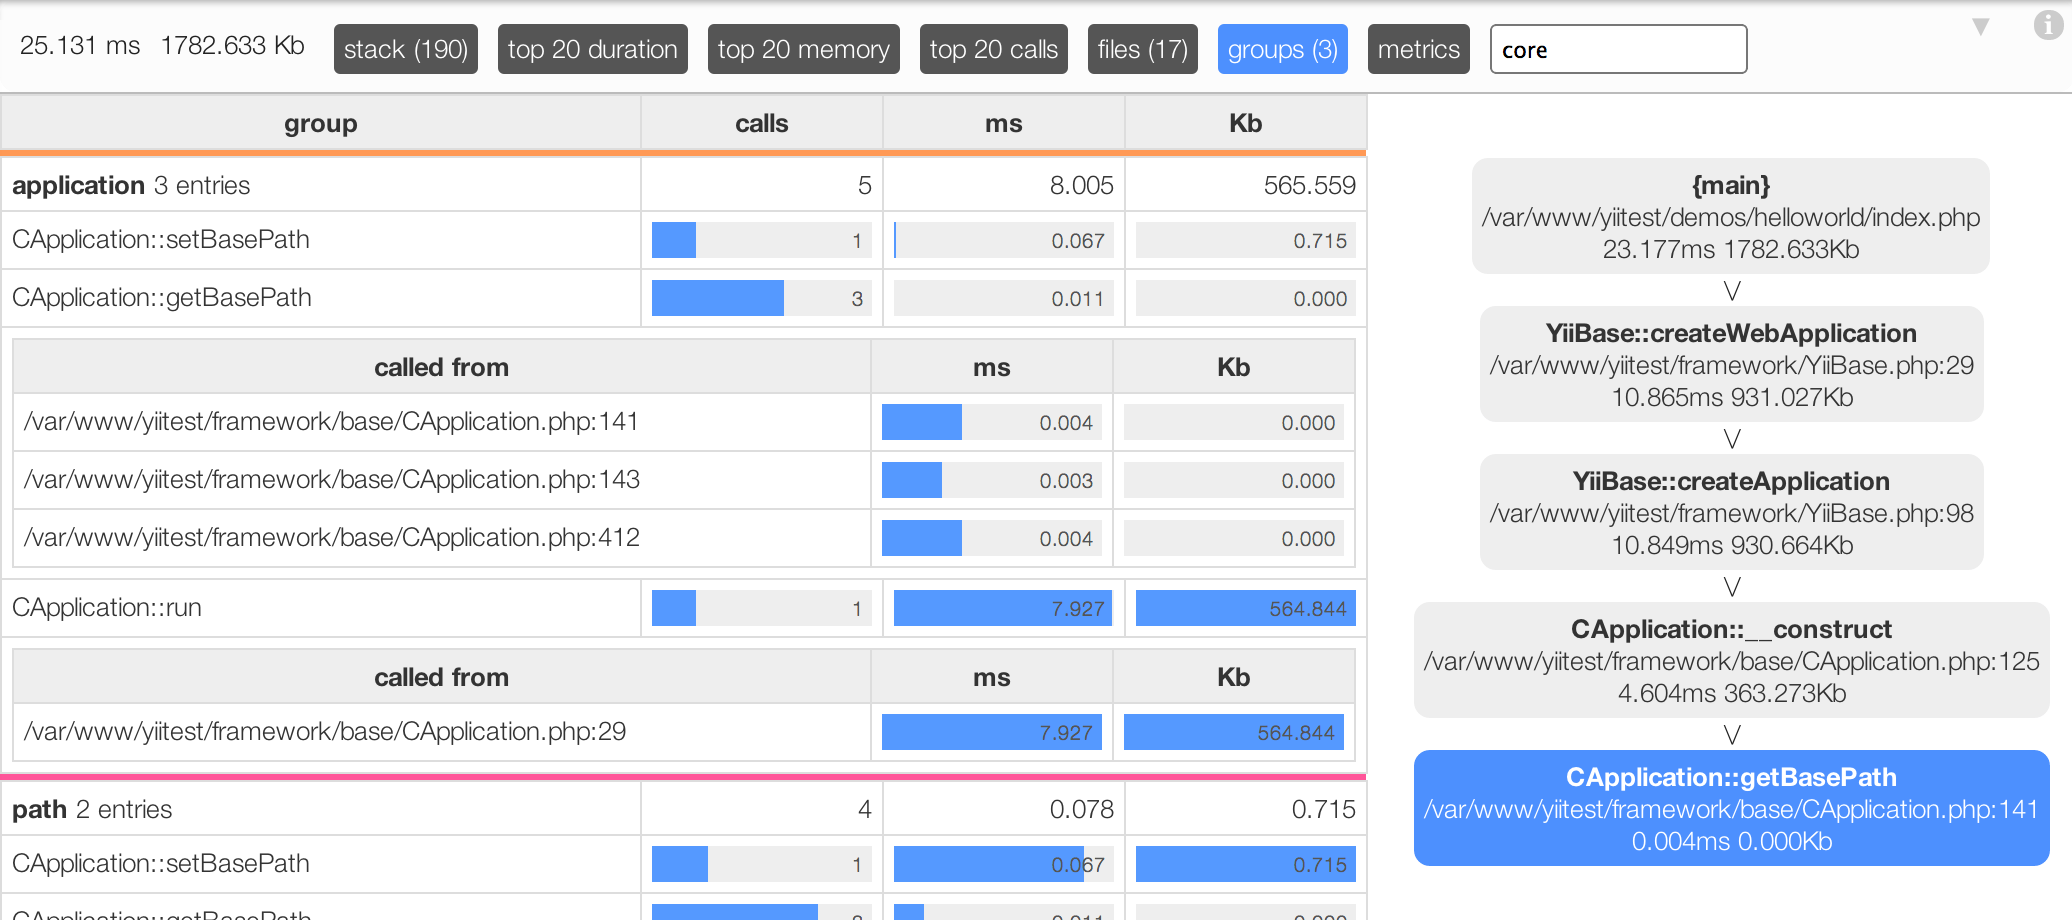 25.131 ms 1782.633 Kb stack (190) top 20 duration top 20 memory top 20 calls files (17) groups (3) metrics core
group calls ms Kb
application 3 entries 5 8.005 565.559
CApplication::setBasePath 1 0.067 0.715
CApplication::getBasePath 3 0.011 0.000
called from ms Kb
/var/www/yiitest/framework/base/CApplication.php:141 0.004 0.000
/var/www/yiitest/framework/base/CApplication.php:143 0.003 0.000
/var/www/yiitest/framework/base/CApplication.php:412 0.004 0.000
CApplication::run 1 7.927 564.844
called from ms Kb
/var/www/yiitest/framework/base/CApplication.php:29 7.927 564.844
path 2 entries 4 0.078 0.715
CApplication::setBasePath 1 0.067 0.715
CApplication::getBasePath 3 0.011 0.000
{main}
/var/www/yiitest/demos/helloworld/index.php
23.177ms 1782.633Kb
YiiBase::createWebApplication
/var/www/yiitest/framework/YiiBase.php:29
10.865ms 931.027Kb
YiiBase::createApplication
/var/www/yiitest/framework/YiiBase.php:98
10.849ms 930.664Kb
CApplication::__construct
/var/www/yiitest/framework/base/CApplication.php:125
4.604ms 363.273Kb
CApplication::getBasePath
/var/www/yiitest/framework/base/CApplication.php:141
0.004ms 0.000Kb